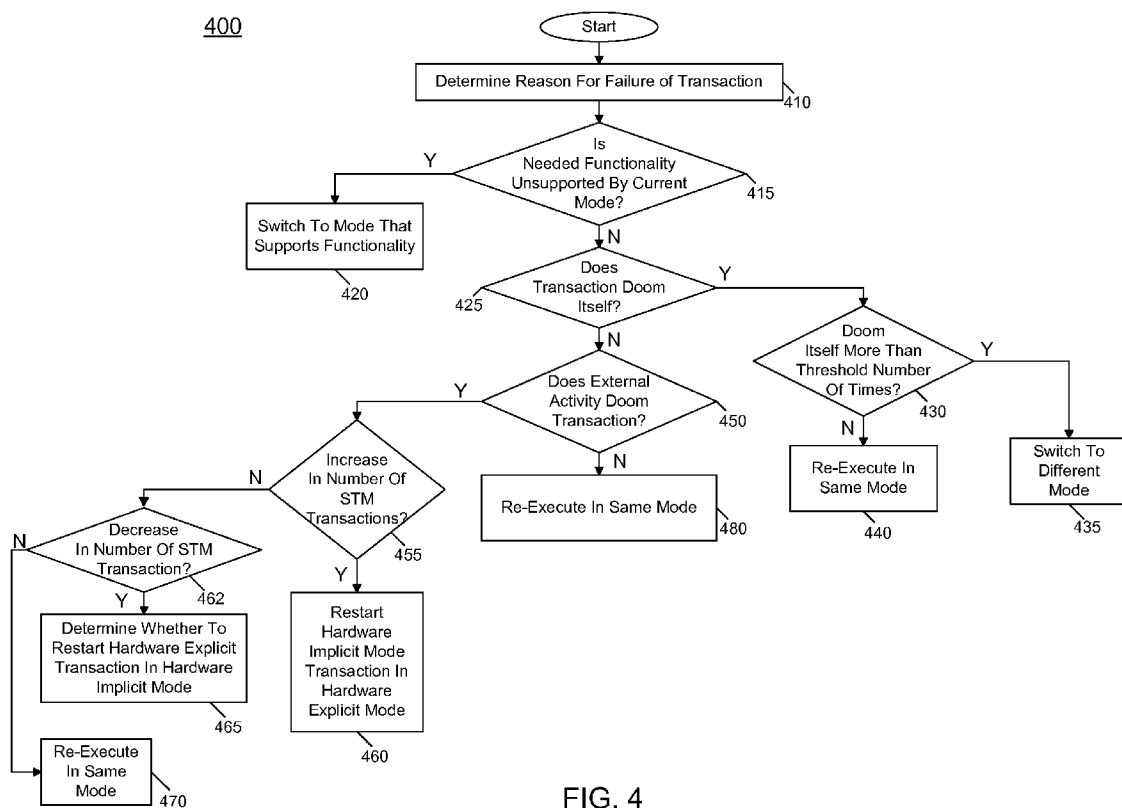 400
Start
Determine Reason For Failure of Transaction
410
Is
Needed Functionality
Unsupported By Current
Mode?
415
Y
N
Switch To Mode That
Supports Functionality
420
Does
Transaction Doom
Itself?
425
Y
N
Doom
Itself More Than
Threshold Number
Of Times?
430
Y
N
Does External
Activity Doom
Transaction?
450
Y
N
Re-Execute In
Same Mode
440
Switch To
Different
Mode
435
Increase
In Number Of
STM
Transactions?
455
N
Y
Re-Execute In Same Mode
480
Decrease
In Number Of STM
Transaction?
462
N
Y
Restart
Hardware
Implicit Mode
Transaction In
Hardware
Explicit Mode
460
Determine Whether To
Restart Hardware Explicit
Transaction In Hardware
Implicit Mode
465
Re-Execute
In Same
Mode
470
FIG. 4